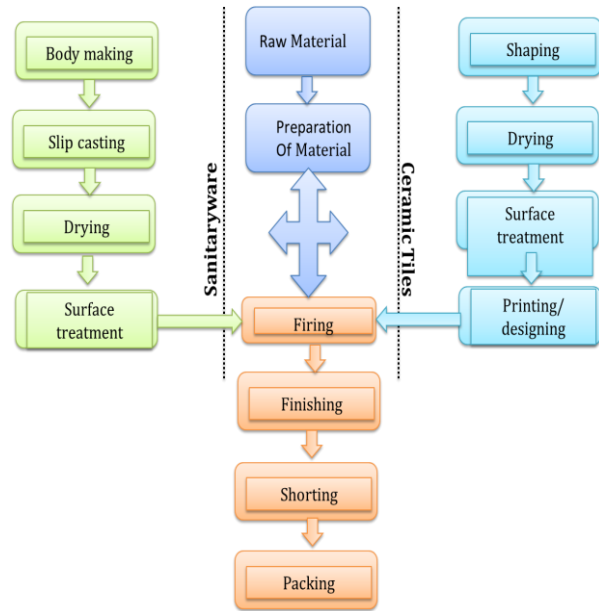 Body making
Slip casting
Drying
Surface
treatment
Sanitaryware
Raw Material
Preparation
Of Material
Ceramic Tiles
Shaping
Drying
Surface
treatment
Printing/
designing
Firing
Finishing
Shorting
Packing